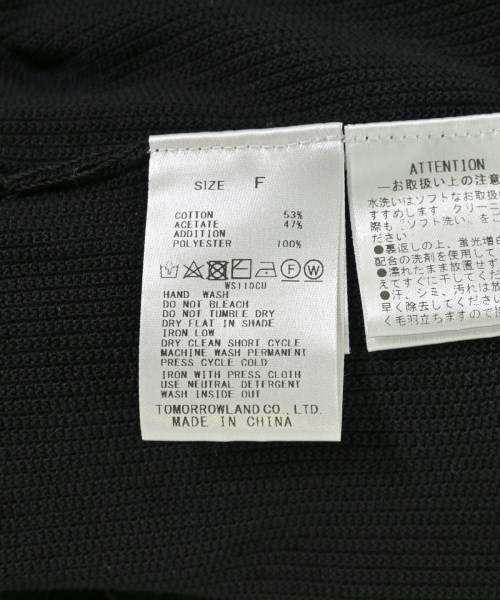 SIZE F
COTTON 53%
ACETATE 47%
ADDITION
POLYESTER 100%
F W
WS110CU
HAND WASH
DO NOT BLEACH
DO NOT TUMBLE DRY
DRY FLAT IN SHADE
IRON LOW
DRY CLEAN SHORT CYCLE
MACHINE WASH PERMANENT
PRESS CYCLE COLD
IRON WITH PRESS CLOTH
USE NEUTRAL DETERGENT
WASH INSIDE OUT
TOMORROWLAND CO., LTD.
MADE IN CHINA
ATTENTION
―お取扱い上の注意
水洗いはソフトなお取扱
すすめします。クリーニ
際も“ソフト洗い”を
ださい
●裏返しの上、蛍光増白
配合の洗剤を使用して
●濡れたまま放置せず
えてすぐに干してくだ
●汗、シミ、汚れは放
早く除去してくださ
く毛羽立ちますので